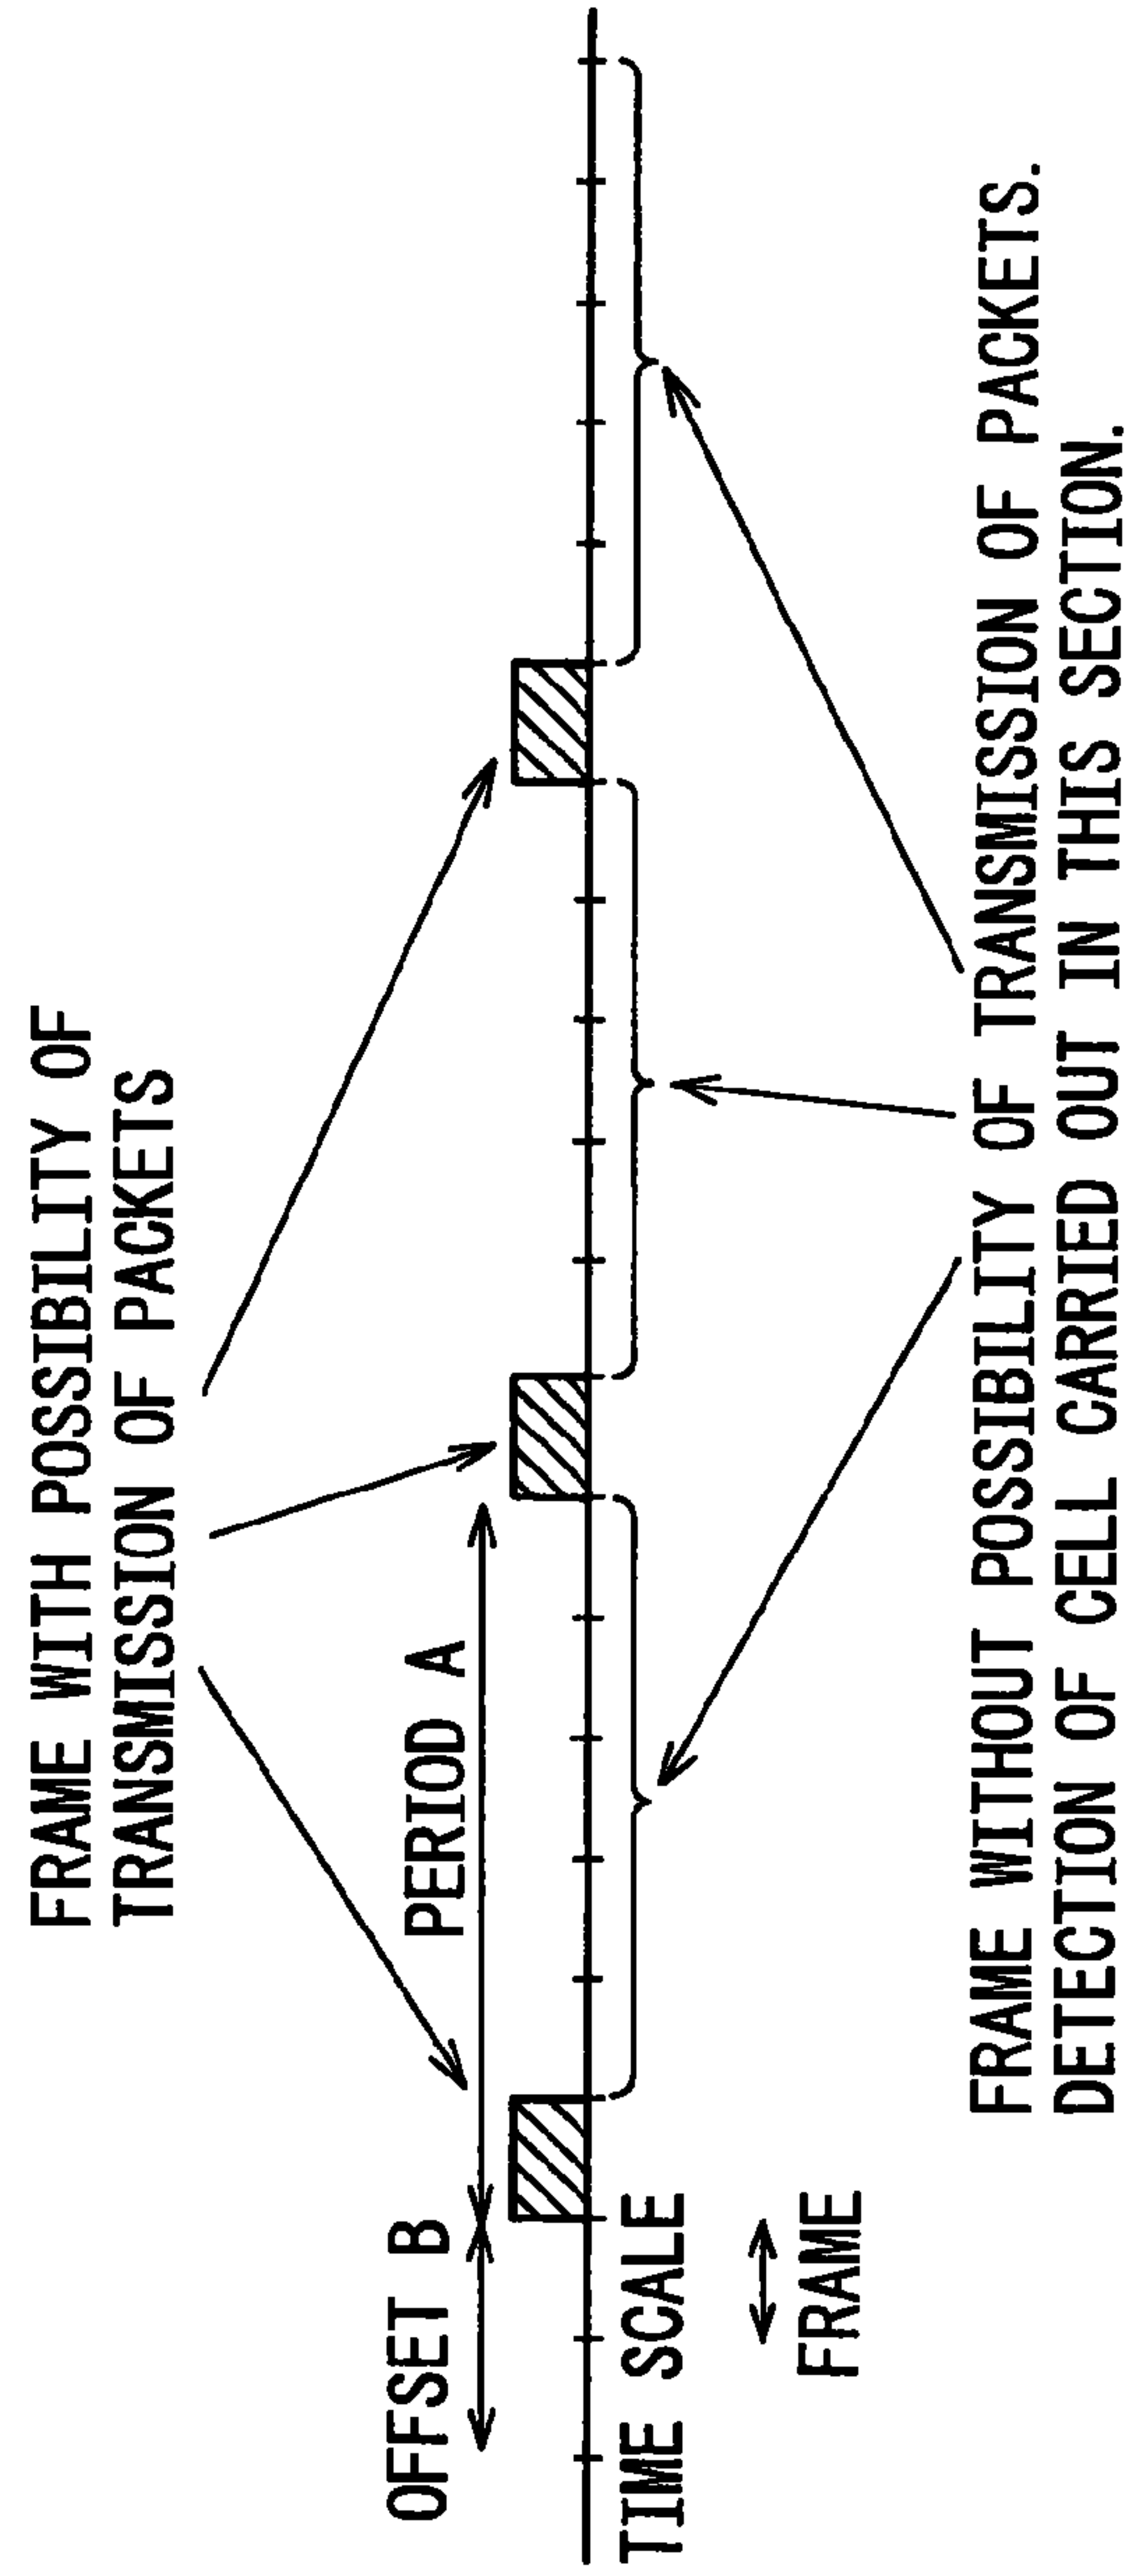 FRAME WITH POSSIBILITY OF
TRANSMISSION OF PACKETS
OFFSET B
PERIOD A
TIME SCALE
FRAME
FRAME WITHOUT POSSIBILITY OF TRANSMISSION OF PACKETS.
DETECTION OF CELL CARRIED OUT IN THIS SECTION.